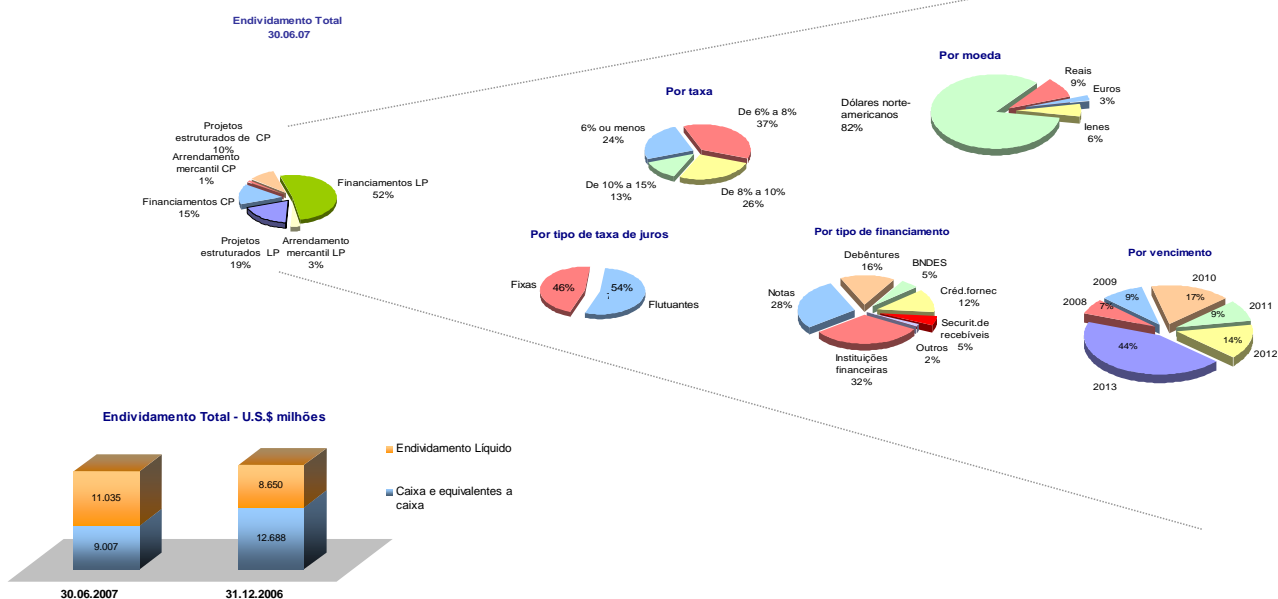 Endividamento Total
30.06.07
Projetos
estruturados de CP
10%
Arrendamento
mercantil CP
1%
Financiamentos CP
15%
Financiamentos LP
52%
Projetos
estruturados LP
19%
Arrendamento
mercantil LP
3%
Por taxa
6% ou menos
24%
De 6% a 8%
37%
De 10% a 15%
13%
De 8% a 10%
26%
Por moeda
Dólares norte-
americanos
82%
Reais
9%
Euros
3%
Ienes
6%
Por tipo de taxa de juros
Fixas
46%
54%
;
Flutuantes
Por tipo de financiamento
Debêntures
16%
BNDES
5%
Notas
28%
Créd.fornec
12%
Securit.de
recebíveis
5%
Outros
2%
Instituições
financeiras
32%
Por vencimento
2008
7%
2009
9%
2010
17%
2011
9%
2012
14%
2013
44%
Endividamento Total - U.S.$ milhões
11.035
9.007
8.650
12.688
Endividamento Líquido
Caixa e equivalentes a
caixa
30.06.2007
31.12.2006